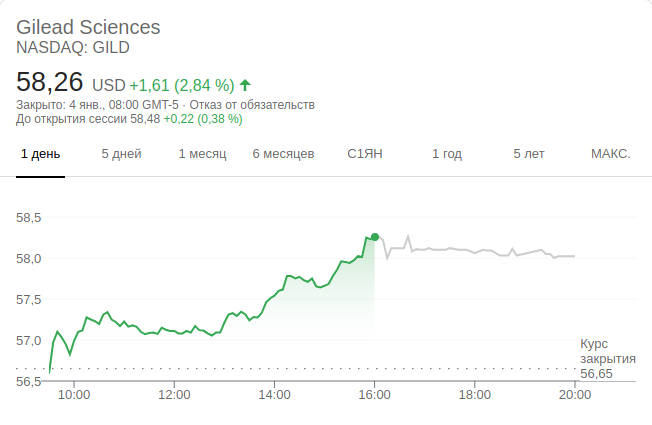 Gilead Sciences
NASDAQ: GILD
58,26 USD +1,61 (2,84 %)
Закрыто: 4 янв., 08:00 GMT-5 · Отказ от обязательств
До открытия сессии 58,48 +0,22 (0,38 %)
1 день 5 дней 1 месяц 6 месяцев С1ЯН 1 год 5 лет МАКС.
58,5
58,0
57,5
57,0
Курс
закрытия
56,65
56,5
10:00 12:00 14:00 16:00 18:00 20:00